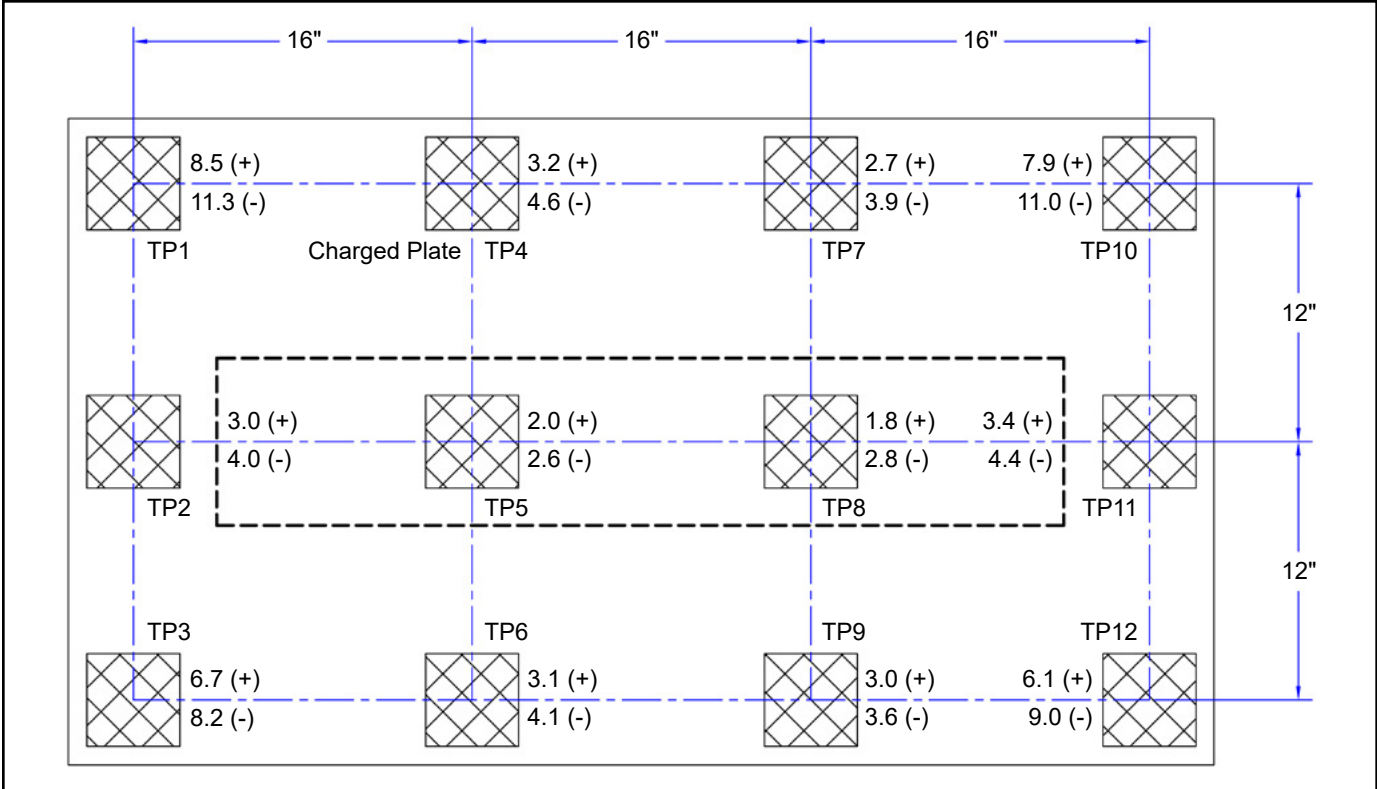 16" 16" 16"
8.5 (+) 3.2 (+) 2.7 (+) 7.9 (+)
11.3 (-) 4.6 (-) 3.9 (-) 11.0 (-)
TP1 Charged Plate TP4 TP7 TP10
12"
3.0 (+) 2.0 (+) 1.8 (+) 3.4 (+)
4.0 (-) 2.6 (-) 2.8 (-) 4.4 (-)
TP2 TP5 TP8 TP11
12"
TP3 TP6 TP9 TP12
6.7 (+) 3.1 (+) 3.0 (+) 6.1 (+)
8.2 (-) 4.1 (-) 3.6 (-) 9.0 (-)